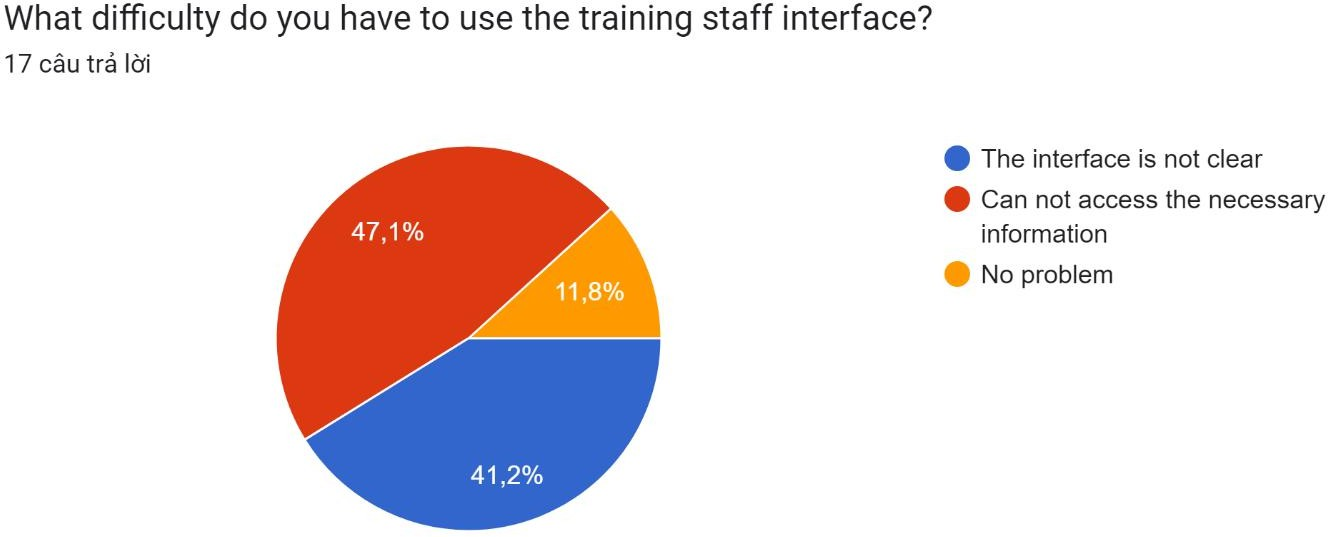 What difficulty do you have to use the training staff interface?
17 câu trả lời
47,1%
11,8%
41,2%
The interface is not clear
Can not access the necessary
information
No problem